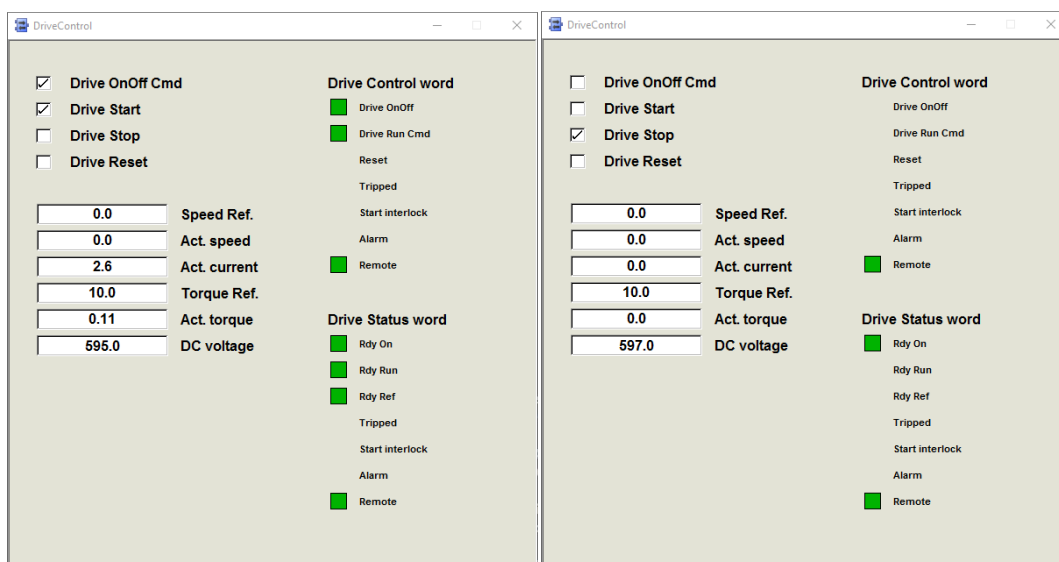 DriveControl
Drive OnOff Cmd
Drive Start
Drive Stop
Drive Reset
0.0 Speed Ref.
0.0 Act. speed
2.6 Act. current
10.0 Torque Ref.
0.11 Act. torque
595.0 DC voltage
Drive Control word
Drive OnOff
Drive Run Cmd
Reset
Tripped
Start interlock
Alarm
Remote
Drive Status word
Rdy On
Rdy Run
Rdy Ref
Tripped
Start interlock
Alarm
Remote
DriveControl
Drive OnOff Cmd
Drive Start
Drive Stop
Drive Reset
0.0 Speed Ref.
0.0 Act. speed
0.0 Act. current
10.0 Torque Ref.
0.0 Act. torque
597.0 DC voltage
Drive Control word
Drive OnOff
Drive Run Cmd
Reset
Tripped
Start interlock
Alarm
Remote
Drive Status word
Rdy On
Rdy Run
Rdy Ref
Tripped
Start interlock
Alarm
Remote